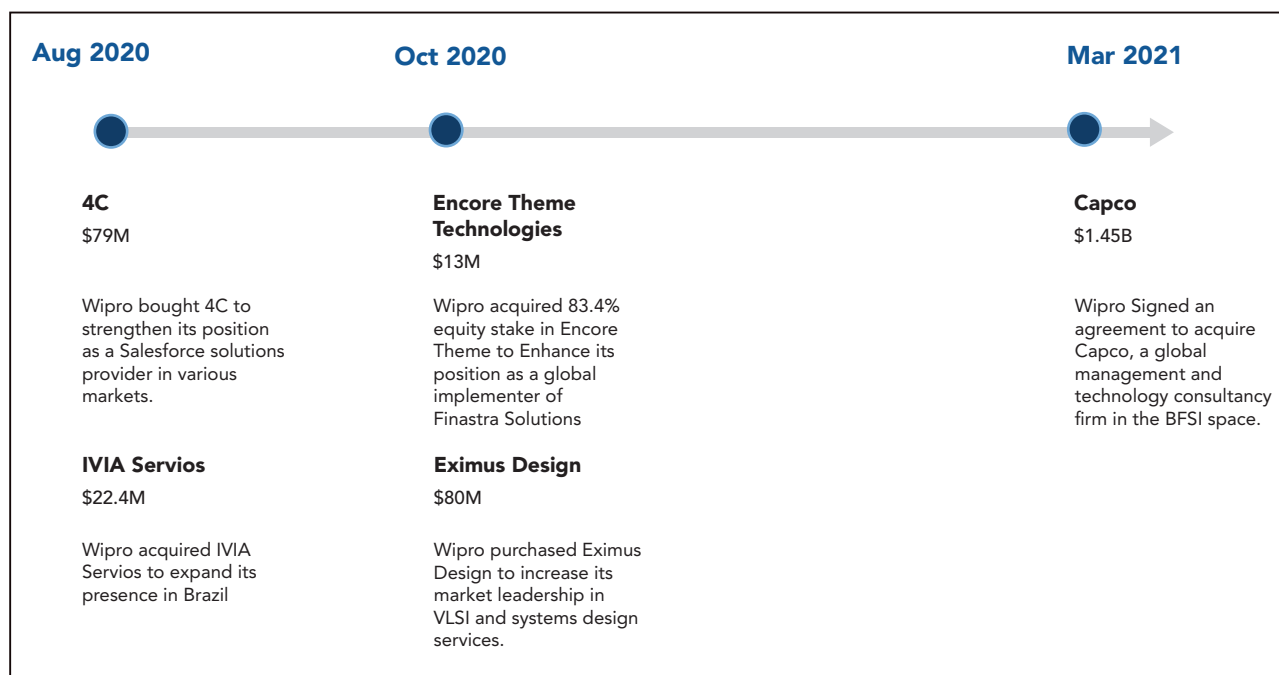 Aug 2020
Oct 2020
Mar 2021
4C
$79M
Wipro bought 4C to
strengthen its position
as a Salesforce solutions
provider in various
markets.
IVIA Servios
$22.4M
Wipro acquired IVIA
Servios to expand its
presence in Brazil
Encore Theme
Technologies
$13M
Wipro acquired 83.4%
equity stake in Encore
Theme to Enhance its
position as a global
implementer of
Finastra Solutions
Eximus Design
$80M
Wipro purchased Eximus
Design to increase its
market leadership in
VLSI and systems design
services.
Capco
$1.45B
Wipro Signed an
agreement to acquire
Capco, a global
management and
technology consultancy
firm in the BFSI space.